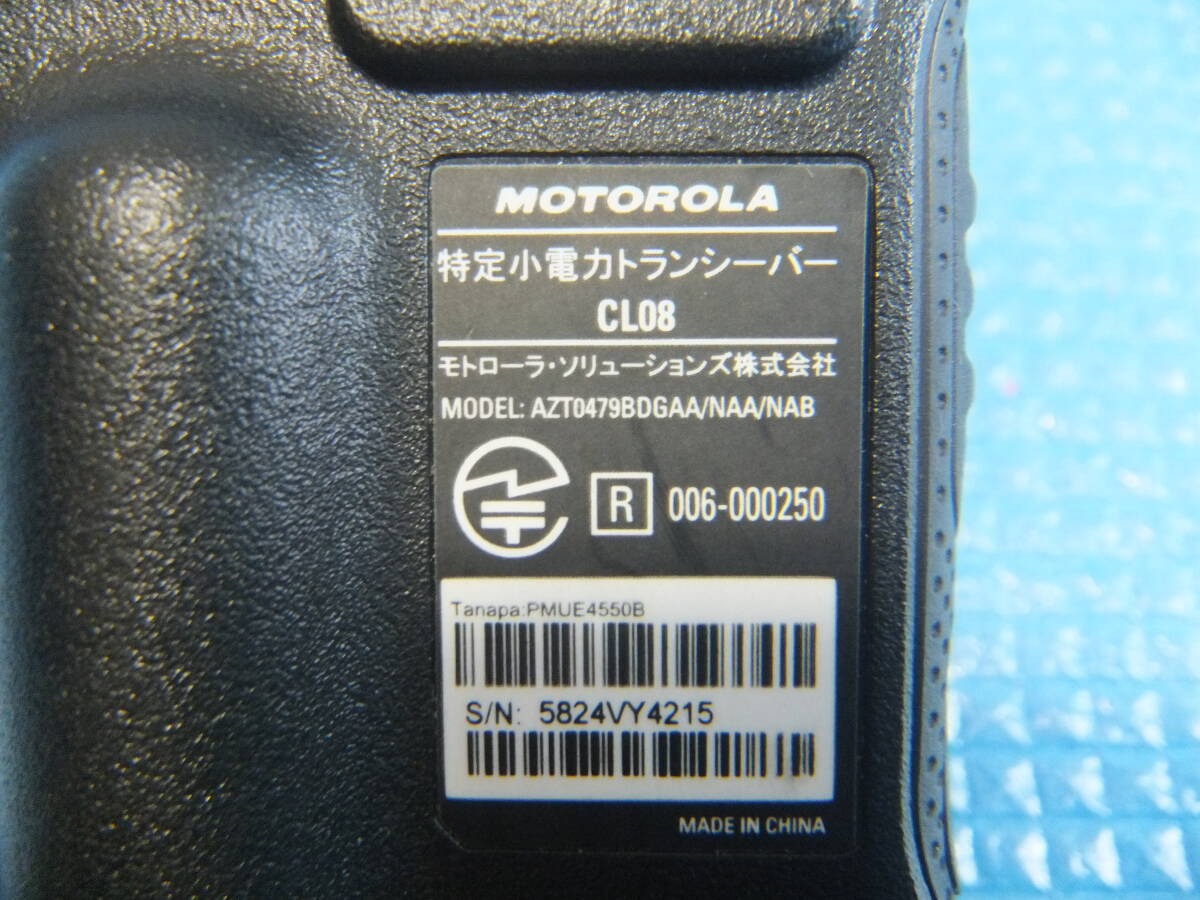 MOTOROLA
特定小電力トランシーバー
CL08
モトローラ・ソリューションズ株式会社
MODEL: AZT0479BDGAA/NAA/NAB
R 006-000250
Tanapa:PMUE4550B
S/N: 5824VY4215
MADE IN CHINA